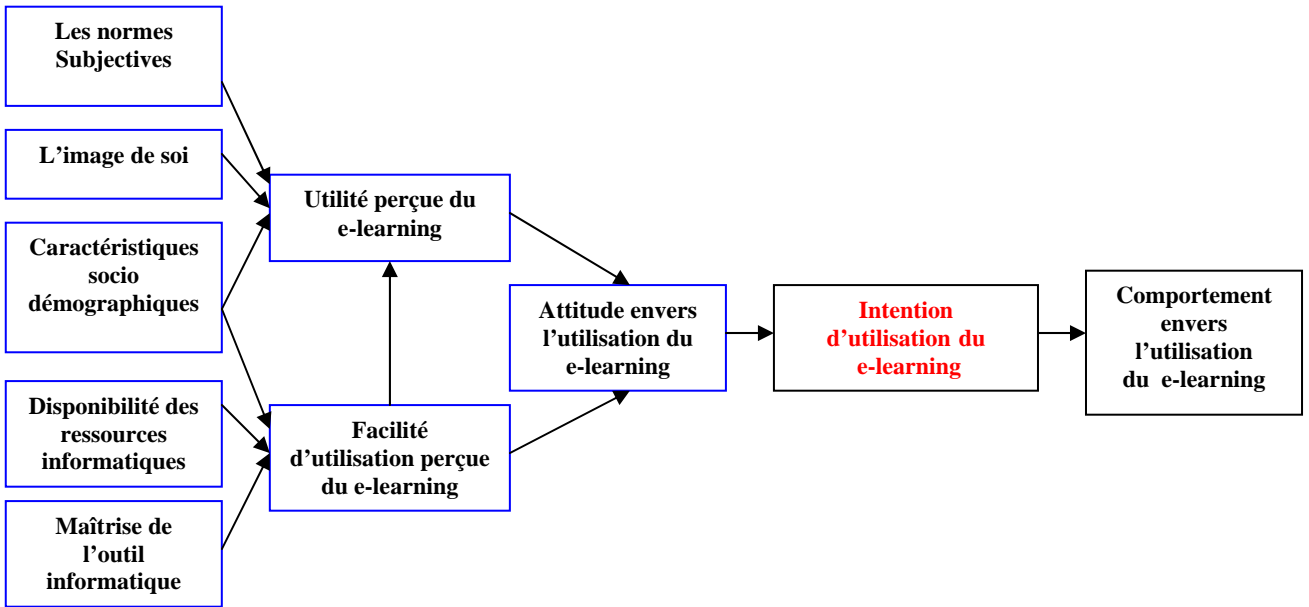 Les normes
Subjectives
L'image de soi
Caractéristiques
socio
démographiques
Disponibilité des
ressources
informatiques
Maîtrise de
l'outil
informatique
Utilité perçue du
e-learning
Facilité
d'utilisation perçue
du e-learning
Attitude envers
l'utilisation du
e-learning
Intention
d'utilisation du
e-learning
Comportement
envers
l'utilisation
du e-learning